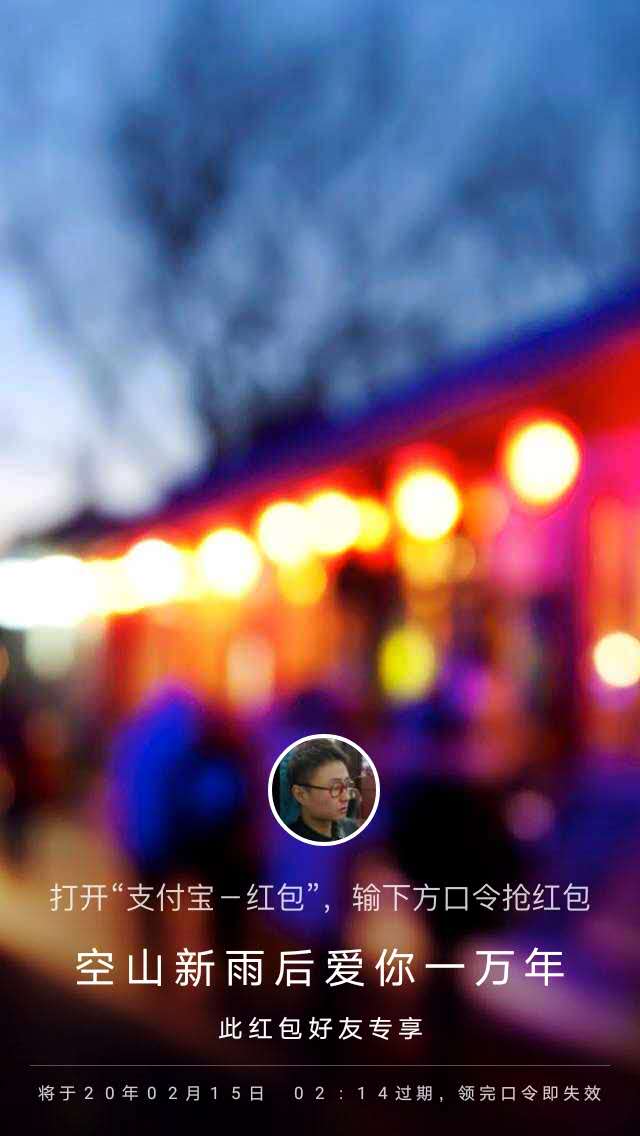 打开“支付宝－红包”，输下方口令抢红包
空山新雨后爱你一万年
此红包好友专享
将于20年02月15日 02:14过期，领完口令即失效